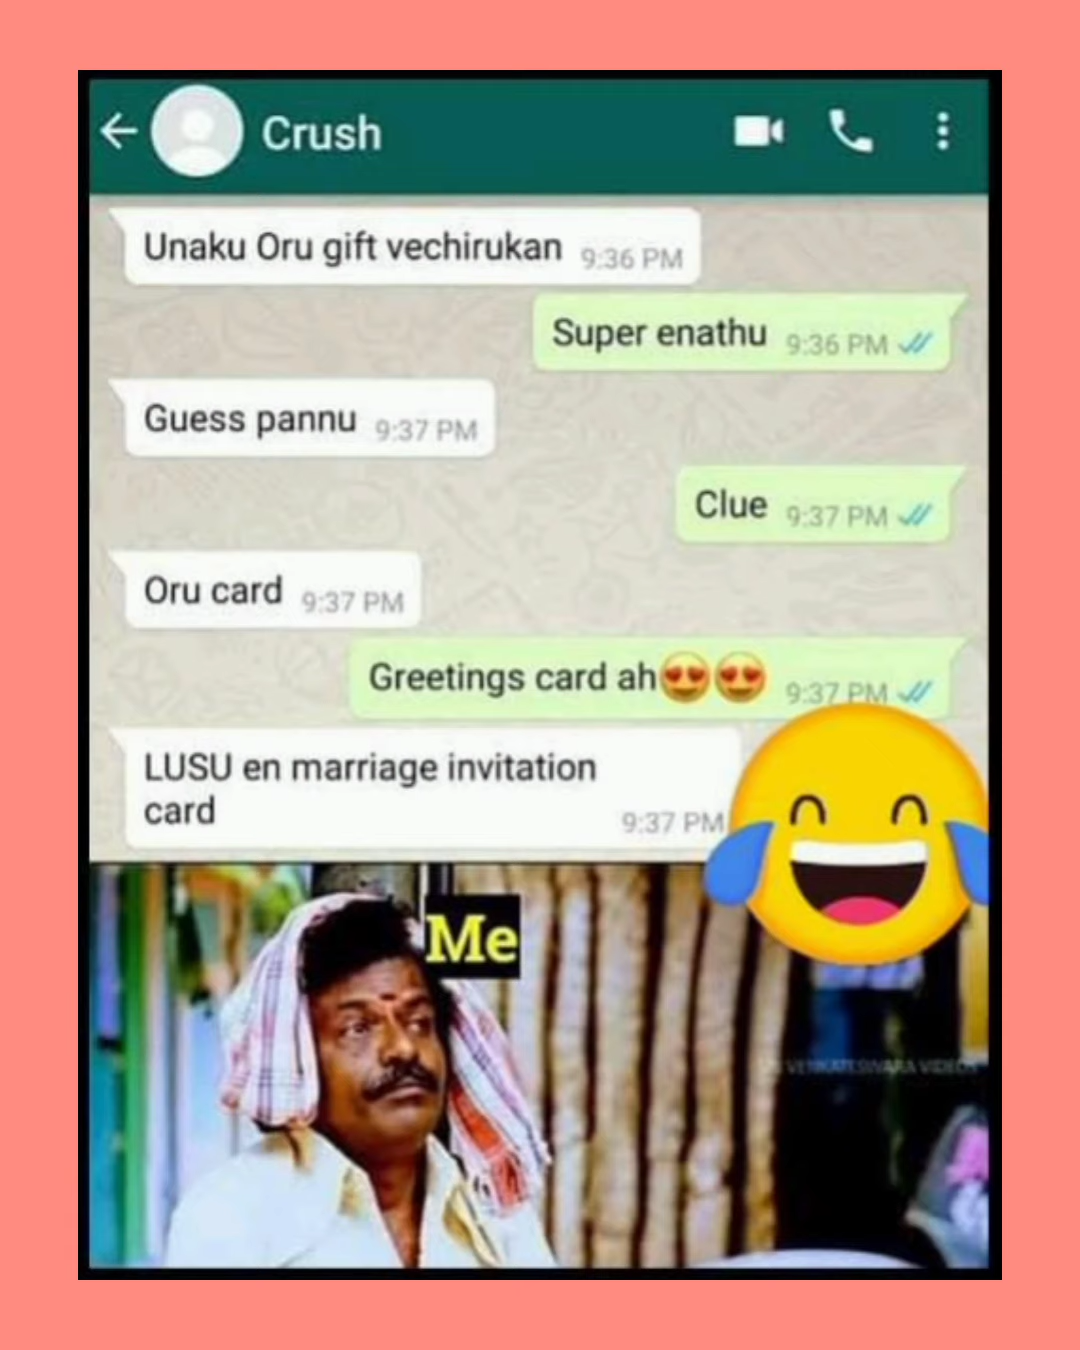 Crush
Unaku Oru gift vechirukan 9:36 PM
Super enathu 9:36 PM
Guess pannu 9:37 PM
Clue 9:37 PM
Oru card 9:37 PM
Greetings card ah😍😍 9:37 PM
LUSU en marriage invitation
card 9:37 PM
Me
VENKATESWARA VIDEOS